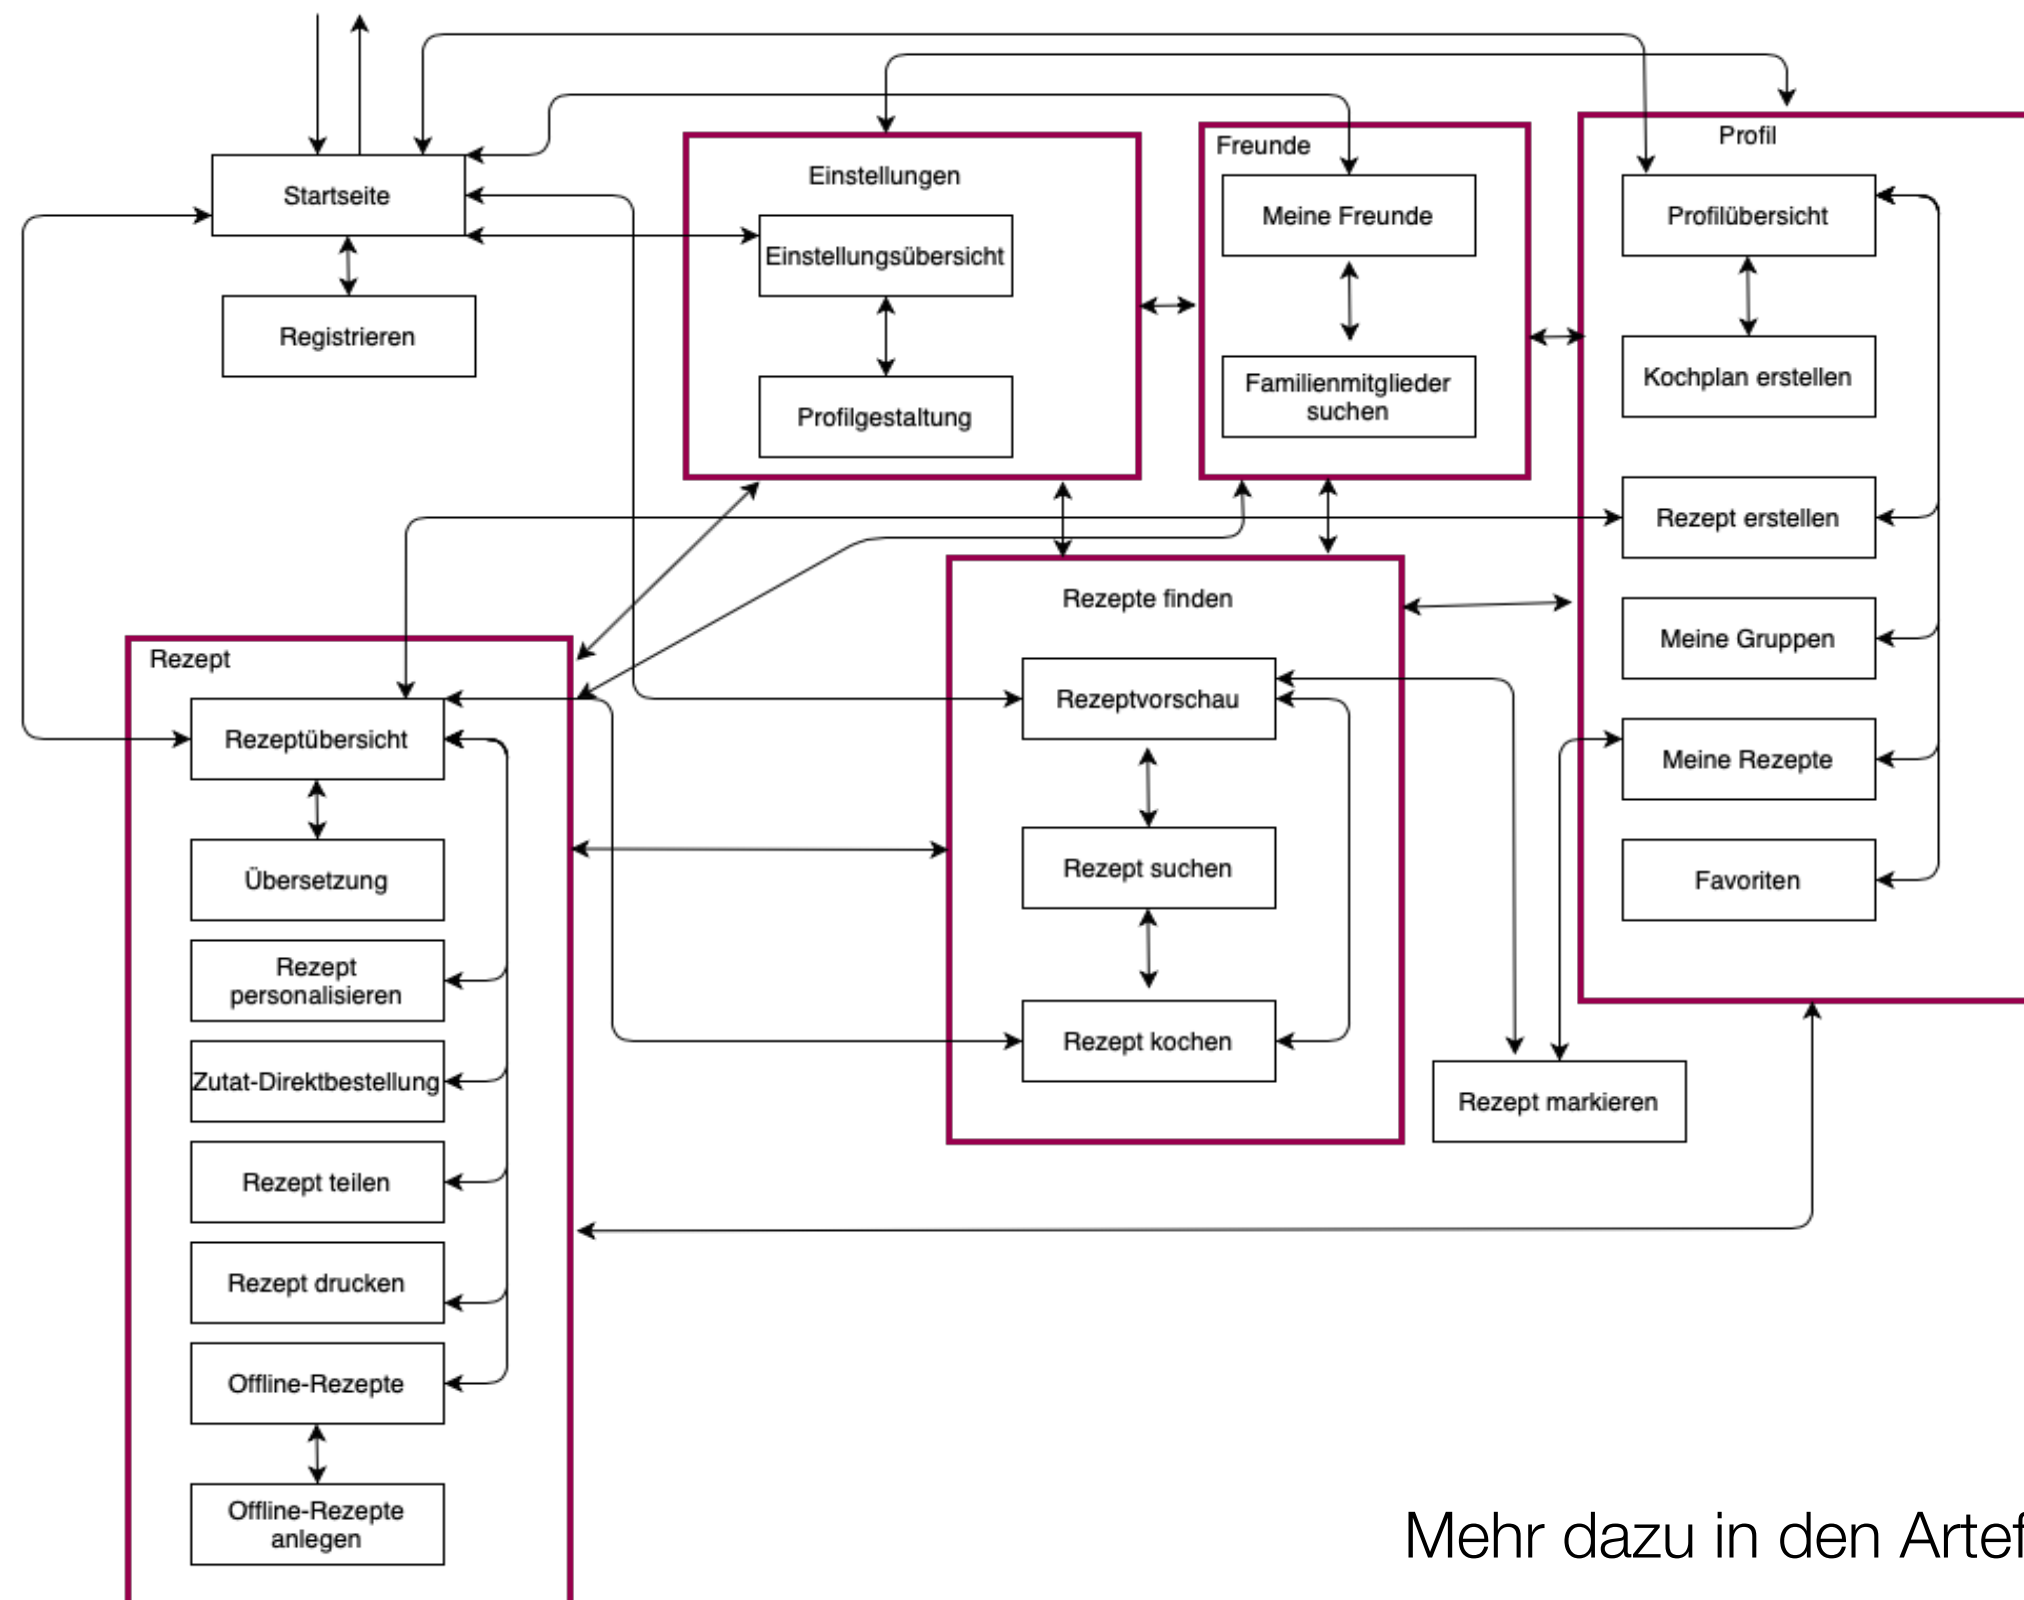 Startseite
Registrieren
Einstellungen
Einstellungsübersicht
Profilgestaltung
Freunde
Meine Freunde
Familienmitglieder
suchen
Profil
Profilübersicht
Kochplan erstellen
Rezept erstellen
Meine Gruppen
Meine Rezepte
Favoriten
Rezept
Rezeptübersicht
Übersetzung
Rezept
personalisieren
Zutat-Direktbestellung
Rezept teilen
Rezept drucken
Offline-Rezepte
Offline-Rezepte
anlegen
Rezepte finden
Rezeptvorschau
Rezept suchen
Rezept kochen
Rezept markieren
Mehr dazu in den